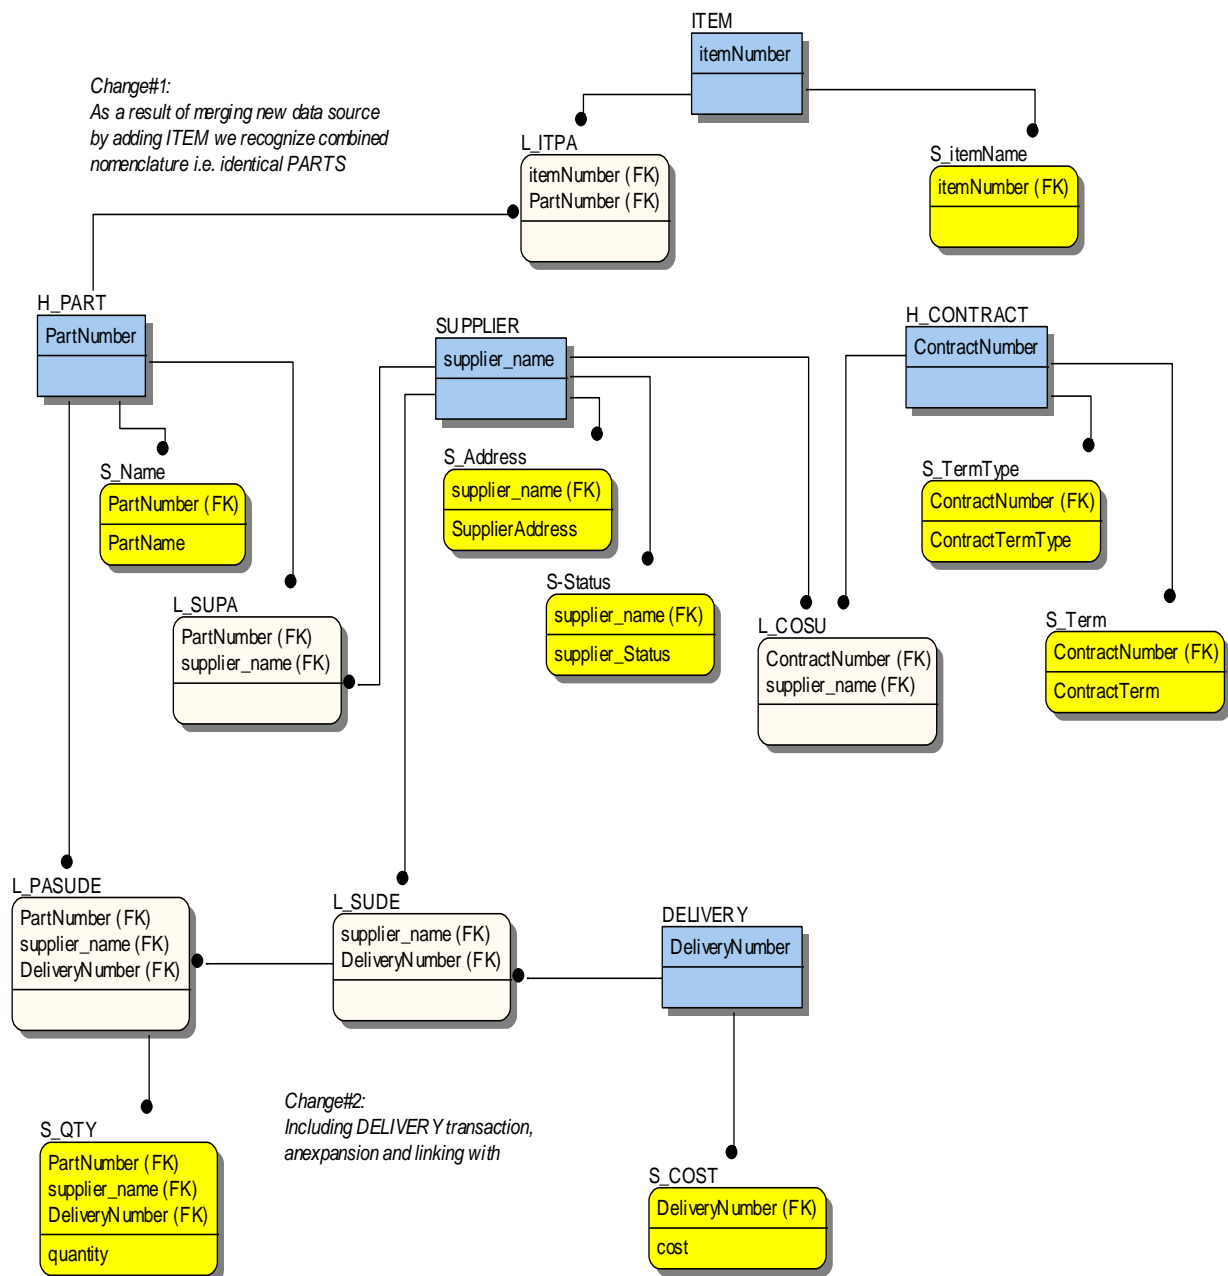 ITEM
itemNumber
Change#1:
As a result of merging new data source
by adding ITEM we recognize combined
nomenclature i.e. identical PARTS
L_ITPA
itemNumber (FK)
PartNumber (FK)
S_itemName
itemNumber (FK)
H_PART
PartNumber
SUPPLIER
supplier_name
H_CONTRACT
ContractNumber
S_Name
PartNumber (FK)
PartName
S_Address
supplier_name (FK)
SupplierAddress
S_TermType
ContractNumber (FK)
ContractTermType
S-Status
supplier_name (FK)
supplier_Status
L_SUPA
PartNumber (FK)
supplier_name (FK)
L_COSU
ContractNumber (FK)
supplier_name (FK)
S_Term
ContractNumber (FK)
ContractTerm
L_PASUDE
PartNumber (FK)
supplier_name (FK)
DeliveryNumber (FK)
L_SUDE
supplier_name (FK)
DeliveryNumber (FK)
DELIVERY
DeliveryNumber
Change#2:
Including DELIVERY transaction,
anexpansion and linking with
S_QTY
PartNumber (FK)
supplier_name (FK)
DeliveryNumber (FK)
quantity
S_COST
DeliveryNumber (FK)
cost